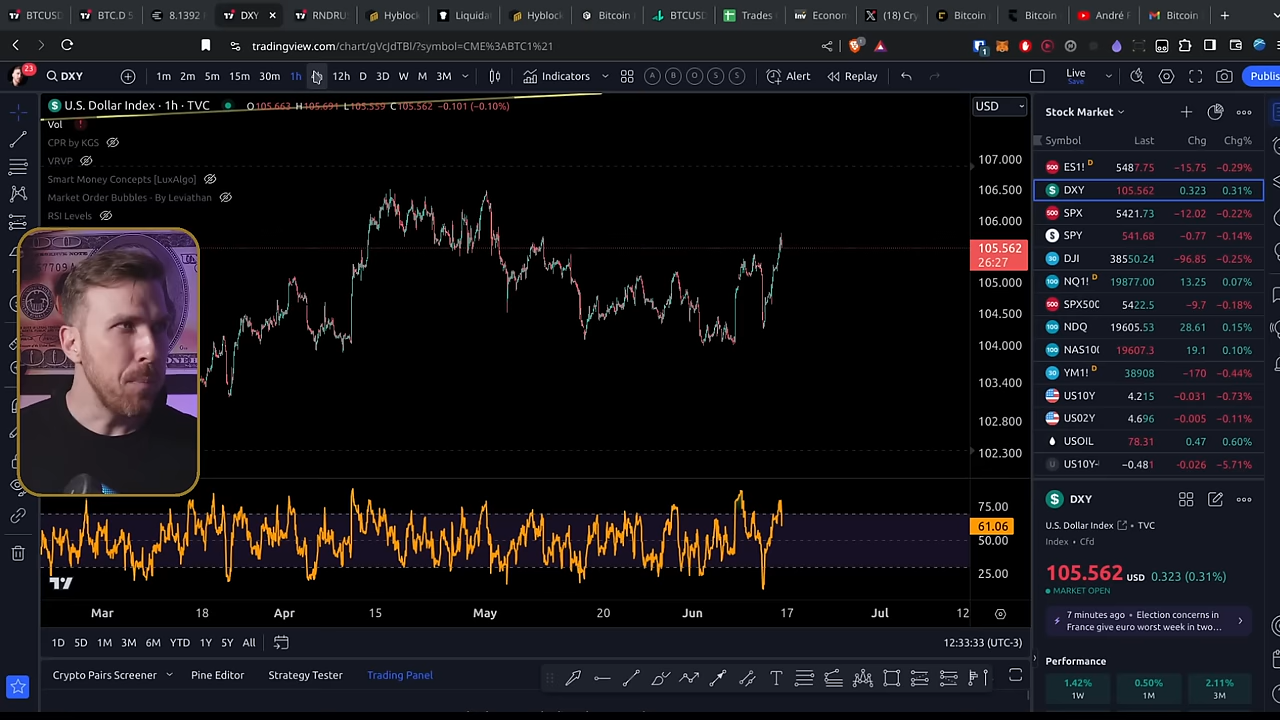 BTCUSD
BTC.D 5
8.1392
DXY
RNDRUS
Hyblock
Liquidat
Hyblock
Bitcoin
BTCUSD
Trades
Econom
(18) Cry
Bitcoin
Bitcoin
André F
Bitcoin
tradingview.com/chart/gVcJdTBI/?symbol=CME%3ABTC1%21
23
DXY
1m 2m 5m 15m 30m 1h 12h D 3D W M 3M
Indicators
A B O S S
Alert
Replay
Live
Save
Publis
U.S. Dollar Index · 1h · TVC
O105.663 H105.691 L105.559 C105.562 −0.101 (−0.10%)
USD
Vol
CPR by KGS
VRVP
Smart Money Concepts [LuxAlgo]
Market Order Bubbles - By Leviathan
RSI Levels
107.000
106.500
106.000
105.562
26:27
105.000
104.500
104.000
103.400
102.800
102.300
75.00
61.06
50.00
25.00
Mar 18 Apr 15 May 20 Jun 17 Jul 12
1D 5D 1M 3M 6M YTD 1Y 5Y All
12:33:33 (UTC-3)
Crypto Pairs Screener
Pine Editor
Strategy Tester
Trading Panel
Stock Market
Symbol Last Chg Chg%
ES1! D 5487.75 −15.75 −0.29%
DXY 105.562 0.323 0.31%
SPX 5421.73 −12.02 −0.22%
SPY 541.68 −0.77 −0.14%
DJI 38550.24 −96.85 −0.25%
NQ1! D 19877.00 13.25 0.07%
SPX500 5422.5 −9.7 −0.18%
NDQ 19605.53 28.61 0.15%
NAS100 19607.3 19.1 0.10%
YM1! D 38908 −170 −0.44%
US10Y 4.215 −0.031 −0.73%
US02Y 4.696 −0.005 −0.11%
USOIL 78.31 0.47 0.60%
US10Y- −0.481 −0.026 −5.71%
DXY
U.S. Dollar Index • TVC
Index • Cfd
105.562 USD 0.323 (0.31%)
MARKET OPEN
7 minutes ago • Election concerns in
France give euro worst week in two...
Performance
1.42% 0.50% 2.11%
1W 1M 3M